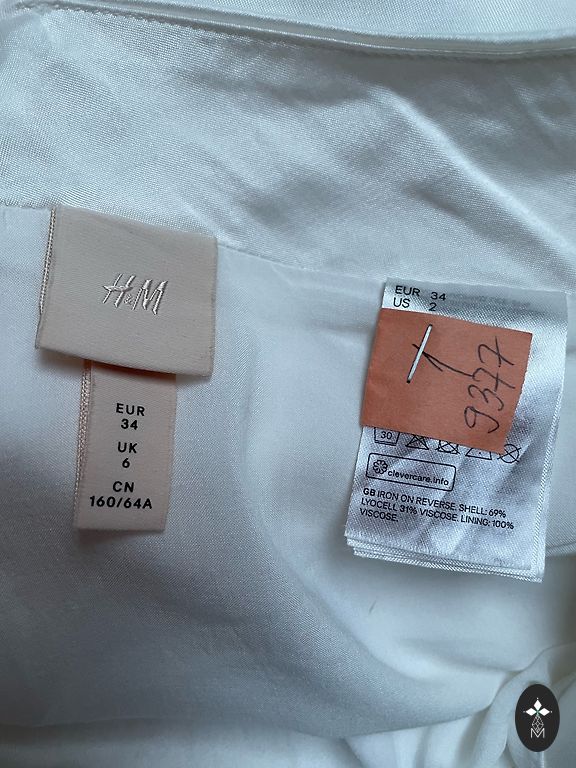 H&M
EUR
34
UK
6
CN
160/64A
EUR 34
US 2
1
9377
30
clevercare.info
GB IRON ON REVERSE. SHELL: 69%
LYOCELL 31% VISCOSE. LINING: 100%
VISCOSE.
M